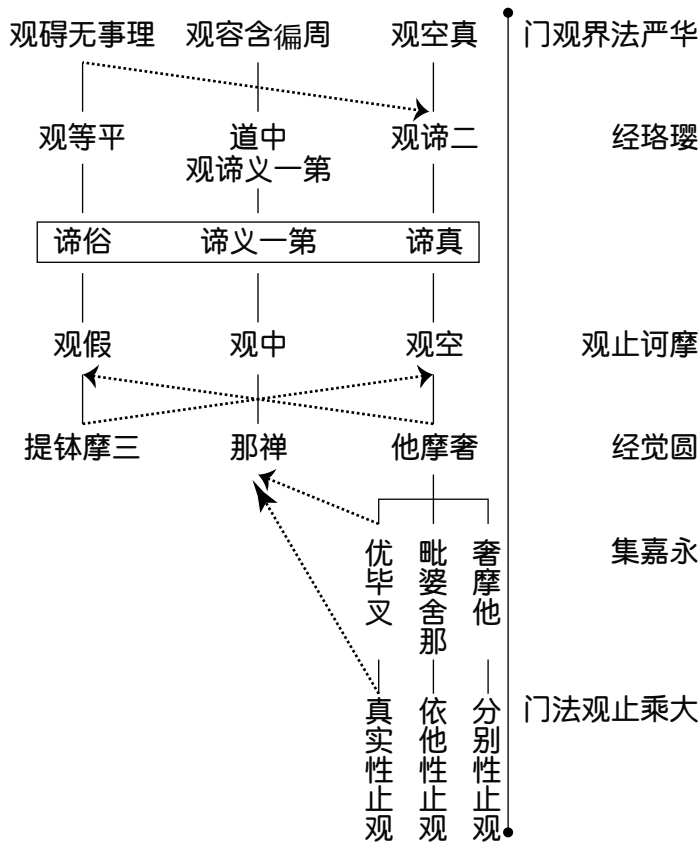 华严法界观门
真空观
周徧含容观
理事无碍观
璎珞经
二谛观
中道
第一义谛观
平等观
真谛
第一义谛
俗谛
摩诃止观
空观
中观
假观
圆觉经
奢摩他
禅那
三摩钵提
永嘉集
奢摩他
毗婆舍那
优毕叉
大乘止观法门
分别性止观
依他性止观
真实性止观